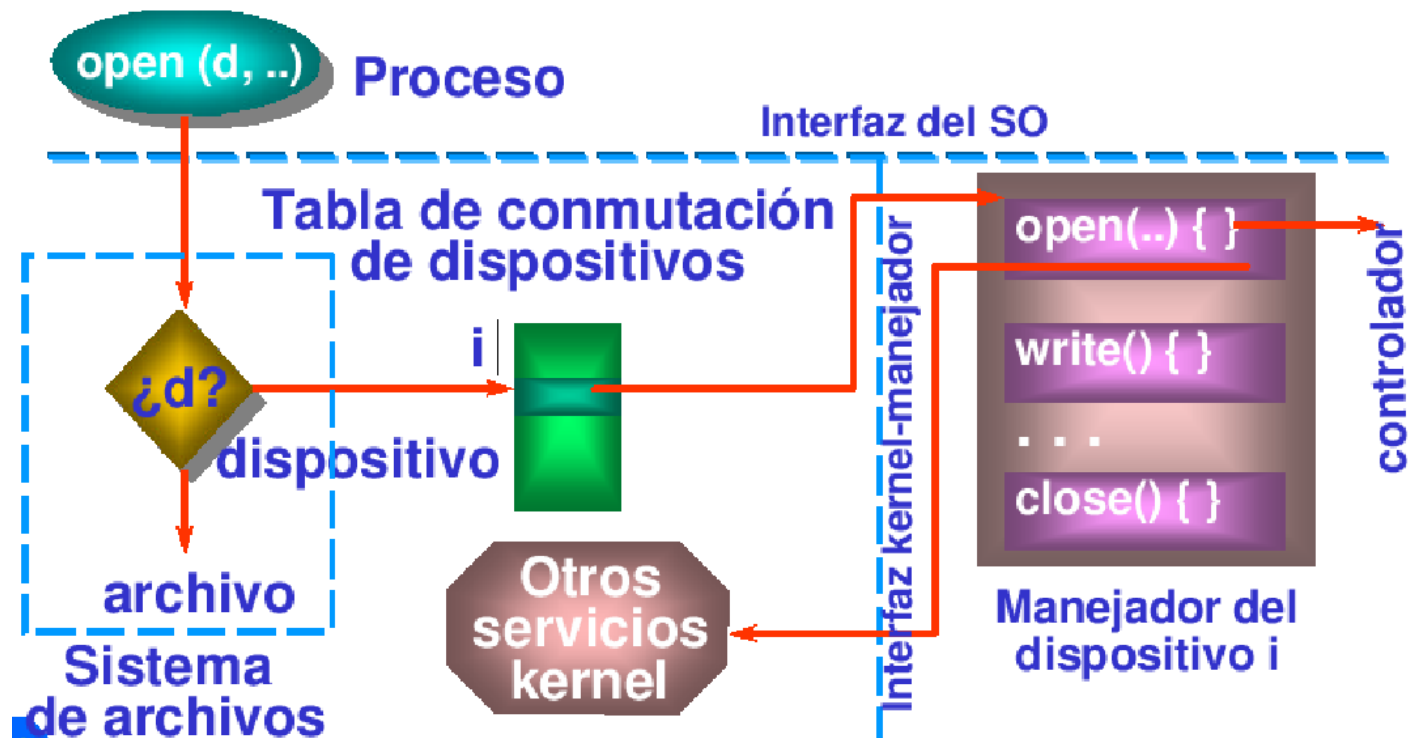 open (d, ..)
Proceso
Interfaz del SO
Tabla de conmutación
de dispositivos
i
¿d?
dispositivo
archivo
Sistema
de archivos
Otros
servicios
kernel
Interfaz kernel-manejador
open(..) { }
write() { }
. . .
close() { }
Manejador del
dispositivo i
controlador